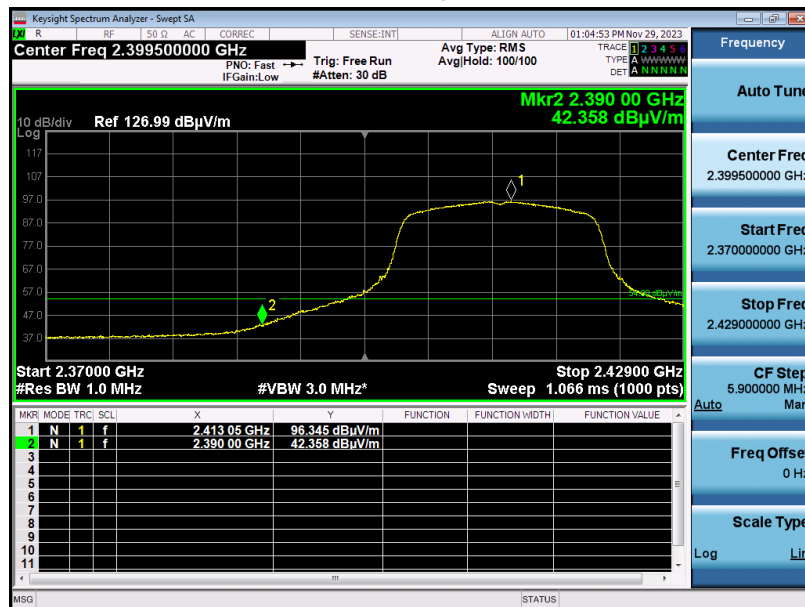 Keysight Spectrum Analyzer - Swept SA
LXI R RF 50 Ω AC CORREC SENSE:INT ALIGN AUTO 01:04:53 PM Nov 29, 2023
Center Freq 2.399500000 GHz
PNO: Fast
IFGain:Low
Trig: Free Run
#Atten: 30 dB
Avg Type: RMS
Avg|Hold: 100/100
TRACE 1 2 3 4 5 6
TYPE A WWWWW
DET A N N N N N
Mkr2 2.390 00 GHz
42.358 dBµV/m
10 dB/div Ref 126.99 dBµV/m
Log
117
107
97.0
87.0
77.0
67.0
57.0
47.0
37.0
1
2
Start 2.37000 GHz Stop 2.42900 GHz
#Res BW 1.0 MHz #VBW 3.0 MHz* Sweep 1.066 ms (1000 pts)
MKR MODE TRC SCL X Y FUNCTION FUNCTION WIDTH FUNCTION VALUE
1 N 1 f 2.413 05 GHz 96.345 dBµV/m
2 N 1 f 2.390 00 GHz 42.358 dBµV/m
3
4
5
6
7
8
9
10
11
MSG STATUS
Frequency
Auto Tune
Center Freq
2.399500000 GHz
Start Freq
2.370000000 GHz
Stop Freq
2.429000000 GHz
CF Step
5.900000 MHz
Auto Man
Freq Offset
0 Hz
Scale Type
Log Lin